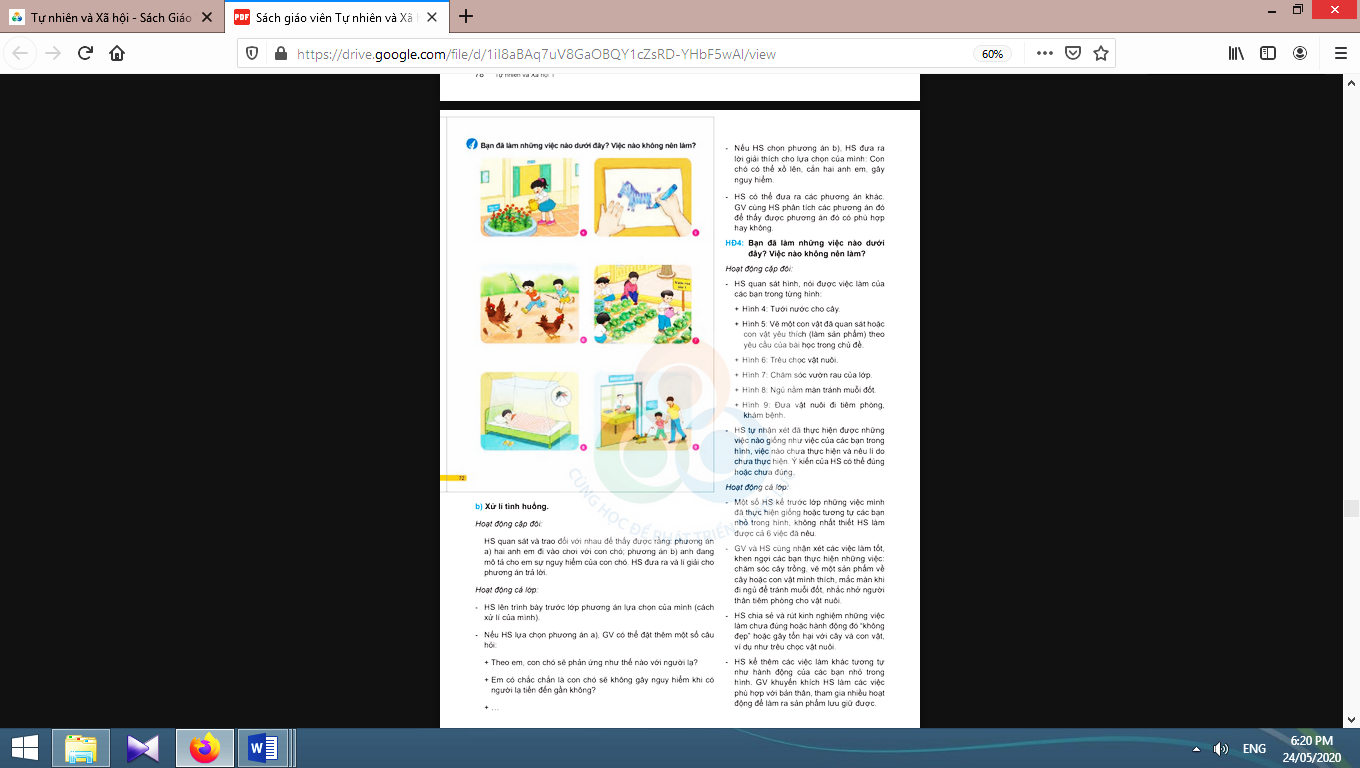 Tự nhiên và Xã hội - Sách Giáo
Sách giáo viên Tự nhiên và Xã h
https://drive.google.com/file/d/1iI8aBAq7uV8GaOBQY1cZsRD-YHbF5wAl/view
60%
78 Tự nhiên và Xã hội 1
Bạn đã làm những việc nào dưới đây? Việc nào không nên làm?
4
5
6
7
8
9
72
b) Xử lí tình huống.
Hoạt động cặp đôi:
HS quan sát và trao đổi với nhau để thấy được rằng: phương án
a) hai anh em đi vào chơi với con chó; phương án b) anh đang
mô tả cho em sự nguy hiểm của con chó. HS đưa ra và lí giải cho
phương án trả lời.
Hoạt động cả lớp:
- HS lên trình bày trước lớp phương án lựa chọn của mình (cách
xử lí của mình).
- Nếu HS lựa chọn phương án a), GV có thể đặt thêm một số câu
hỏi:
+ Theo em, con chó sẽ phản ứng như thế nào với người lạ?
+ Em có chắc chắn là con chó sẽ không gây nguy hiểm khi có
người lạ tiến đến gần không?
+ ...
- Nếu HS chọn phương án b), HS đưa ra
lời giải thích cho lựa chọn của mình: Con
chó có thể xổ lên, cắn hai anh em, gây
nguy hiểm.
- HS có thể đưa ra các phương án khác.
GV cùng HS phân tích các phương án đó
để thấy được phương án đó có phù hợp
hay không.
HĐ4: Bạn đã làm những việc nào dưới
đây? Việc nào không nên làm?
Hoạt động cặp đôi:
- HS quan sát hình, nói được việc làm của
các bạn trong từng hình:
+ Hình 4: Tưới nước cho cây.
+ Hình 5: Vẽ một con vật đã quan sát hoặc
con vật yêu thích (làm sản phẩm) theo
yêu cầu của bài học trong chủ đề.
+ Hình 6: Trêu chọc vật nuôi.
+ Hình 7: Chăm sóc vườn rau của lớp.
+ Hình 8: Ngủ nằm màn tránh muỗi đốt.
+ Hình 9: Đưa vật nuôi đi tiêm phòng,
khám bệnh.
- HS tự nhận xét đã thực hiện được những
việc nào giống như việc của các bạn trong
hình, việc nào chưa thực hiện và nêu lí do
chưa thực hiện. Ý kiến của HS có thể đúng
hoặc chưa đúng.
Hoạt động cả lớp:
- Một số HS kể trước lớp những việc mình
đã thực hiện giống hoặc tương tự các bạn
nhỏ trong hình, không nhất thiết HS làm
được cả 6 việc đã nêu.
- GV và HS cùng nhận xét các việc làm tốt,
khen ngợi các bạn thực hiện những việc:
chăm sóc cây trồng, vẽ một sản phẩm về
cây hoặc con vật mình thích, mắc màn khi
đi ngủ để tránh muỗi đốt, nhắc nhở người
thân tiêm phòng cho vật nuôi.
- HS chia sẻ và rút kinh nghiệm những việc
làm chưa đúng hoặc hành động đó "không
đẹp" hoặc gây tổn hại với cây và con vật,
ví dụ như trêu chọc vật nuôi.
- HS kể thêm các việc làm khác tương tự
như hành động của các bạn nhỏ trong
hình. GV khuyến khích HS làm các việc
phù hợp với bản thân, tham gia nhiều hoạt
động để làm ra sản phẩm lưu giữ được.
CÙNG HỌC ĐỂ PHÁT TRIỂN
ENG
6:20 PM
24/05/2020